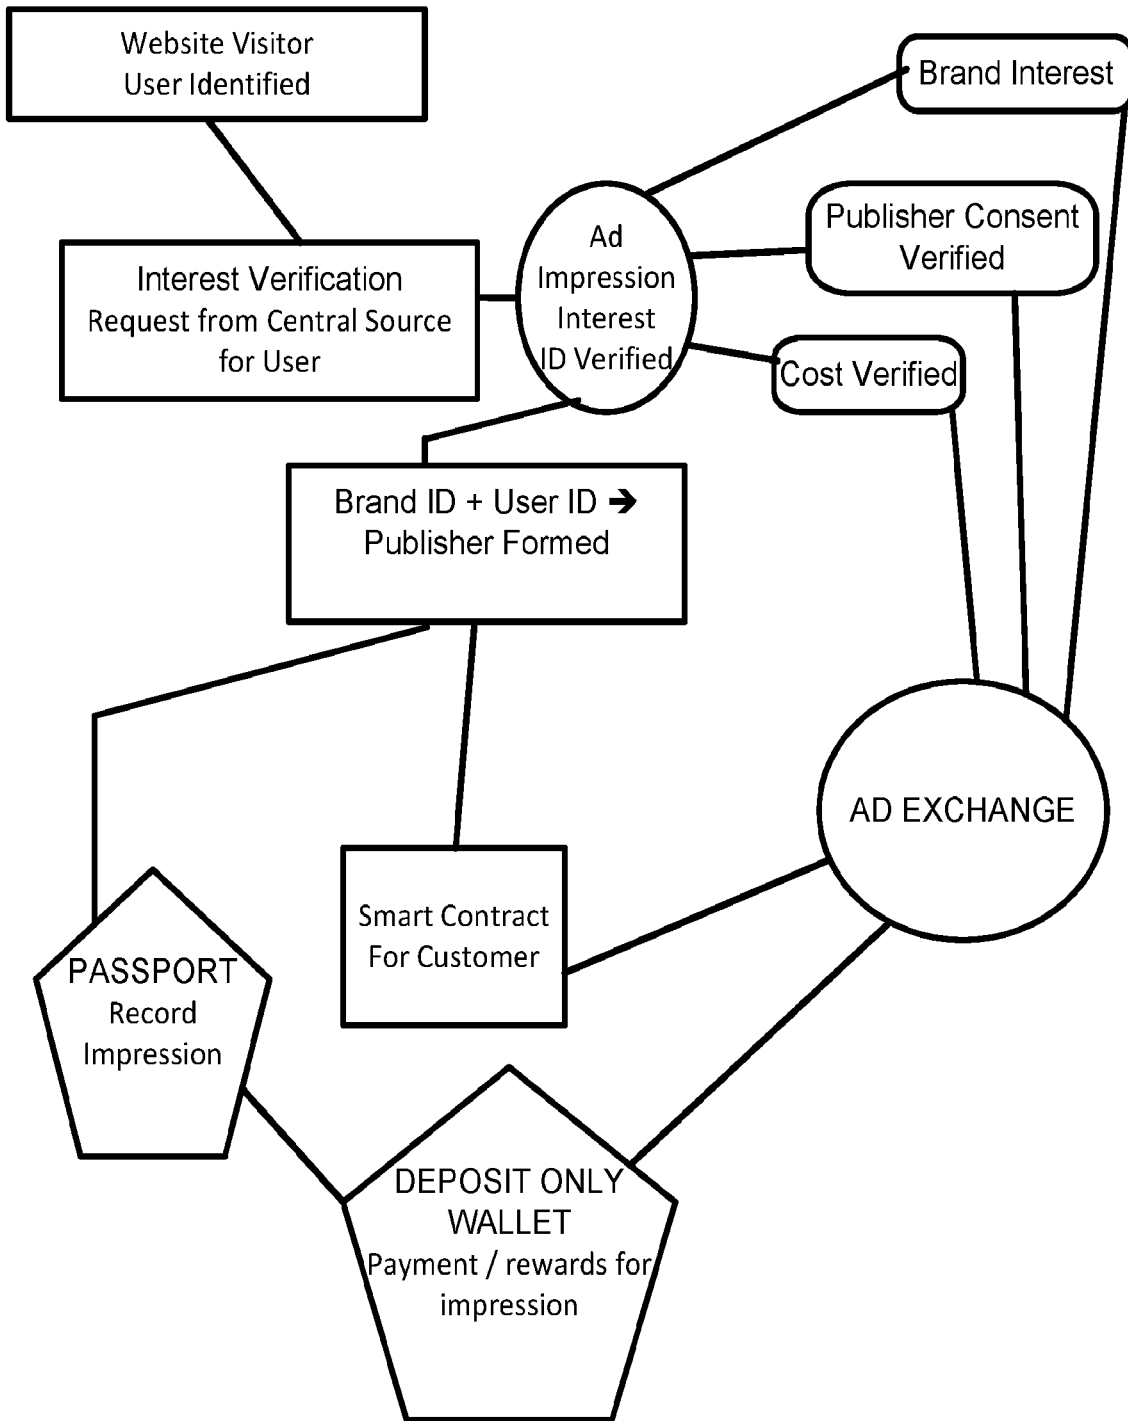 Website Visitor
User Identified
Brand Interest
Publisher Consent
Verified
Ad
Impression
Interest
ID Verified
Interest Verification
Request from Central Source
for User
Cost Verified
Brand ID + User ID ➔
Publisher Formed
AD EXCHANGE
Smart Contract
For Customer
PASSPORT
Record
Impression
DEPOSIT ONLY
WALLET
Payment / rewards for
impression